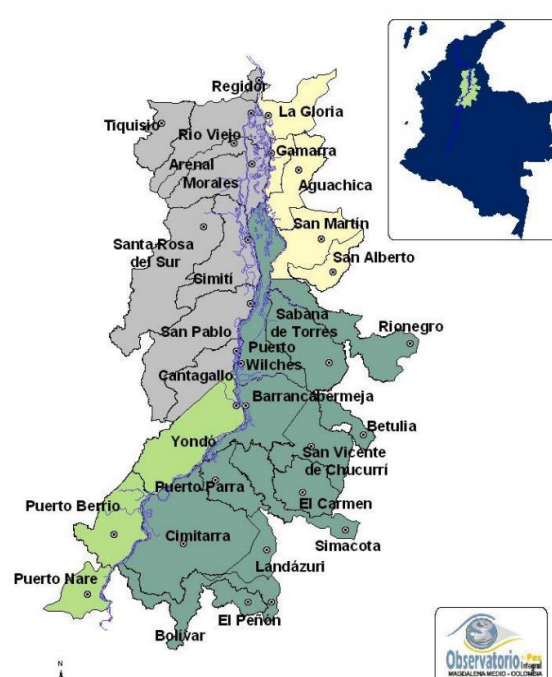 Regidor
La Gloria
Tiquisio
Rio Viejo
Gamarra
Arenal
Aguachica
Morales
San Martín
Santa Rosa
del Sur
San Alberto
Simití
Sabana
de Torres
Rionegro
San Pablo
Puerto
Wilches
Cantagallo
Barrancabermeja
Betulia
Yondó
San Vicente
de Chucurrí
Puerto Parra
El Carmen
Puerto Berrio
Cimitarra
Simacota
Landázuri
Puerto Nare
El Peñón
Bolívar
N
Observatorio de Paz
Integral
MAGDALENA MEDIO - COLOMBIA